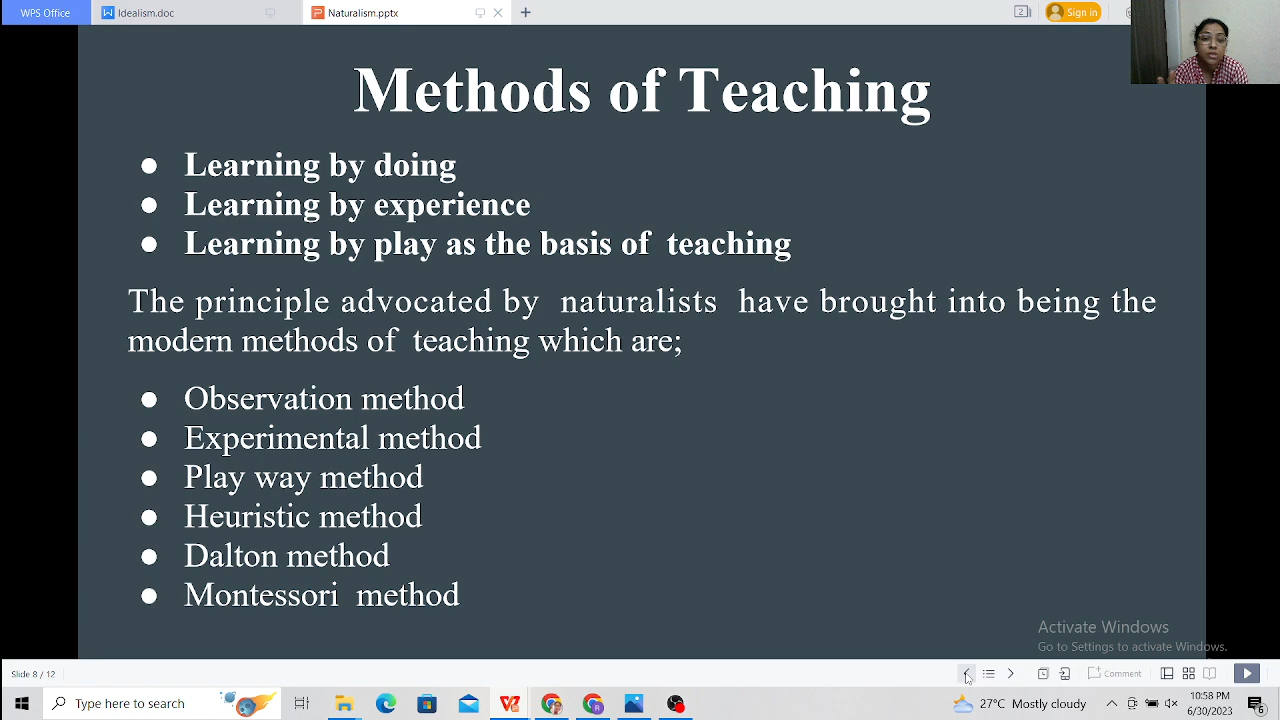 WPS Office
Idealism.doc
Naturalism.pptx
Sign in
Methods of Teaching
Learning by doing
Learning by experience
Learning by play as the basis of teaching
The principle advocated by naturalists have brought into being the
modern methods of teaching which are;
Observation method
Experimental method
Play way method
Heuristic method
Dalton method
Montessori method
Activate Windows
Go to Settings to activate Windows.
Slide 8 / 12
Comment
Type here to search
27°C Mostly cloudy
10:58 PM
6/30/2023
6